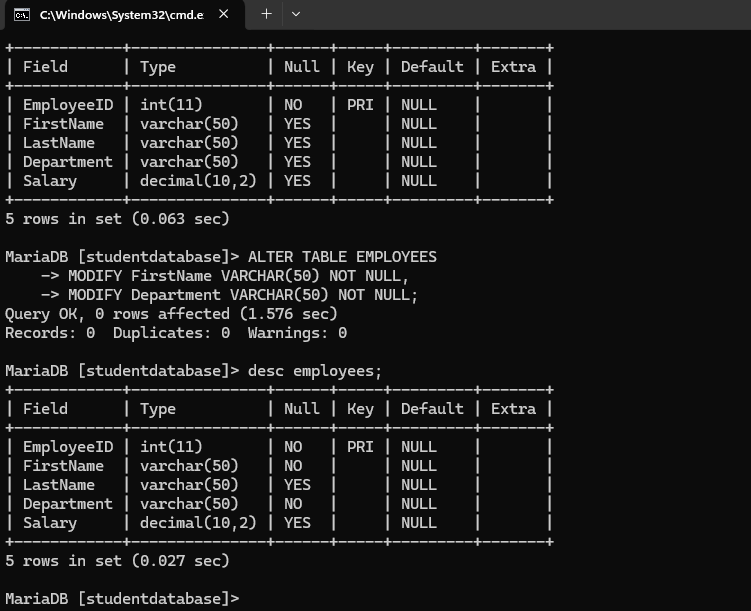 C:\Windows\System32\cmd.e
+------------+---------------+------+-----+---------+-------+
| Field      | Type          | Null | Key | Default | Extra |
+------------+---------------+------+-----+---------+-------+
| EmployeeID | int(11)       | NO   | PRI | NULL    |       |
| FirstName  | varchar(50)   | YES  |     | NULL    |       |
| LastName   | varchar(50)   | YES  |     | NULL    |       |
| Department | varchar(50)   | YES  |     | NULL    |       |
| Salary     | decimal(10,2) | YES  |     | NULL    |       |
+------------+---------------+------+-----+---------+-------+
5 rows in set (0.063 sec)

MariaDB [studentdatabase]> ALTER TABLE EMPLOYEES
    -> MODIFY FirstName VARCHAR(50) NOT NULL,
    -> MODIFY Department VARCHAR(50) NOT NULL;
Query OK, 0 rows affected (1.576 sec)
Records: 0  Duplicates: 0  Warnings: 0

MariaDB [studentdatabase]> desc employees;
+------------+---------------+------+-----+---------+-------+
| Field      | Type          | Null | Key | Default | Extra |
+------------+---------------+------+-----+---------+-------+
| EmployeeID | int(11)       | NO   | PRI | NULL    |       |
| FirstName  | varchar(50)   | NO   |     | NULL    |       |
| LastName   | varchar(50)   | YES  |     | NULL    |       |
| Department | varchar(50)   | NO   |     | NULL    |       |
| Salary     | decimal(10,2) | YES  |     | NULL    |       |
+------------+---------------+------+-----+---------+-------+
5 rows in set (0.027 sec)

MariaDB [studentdatabase]>